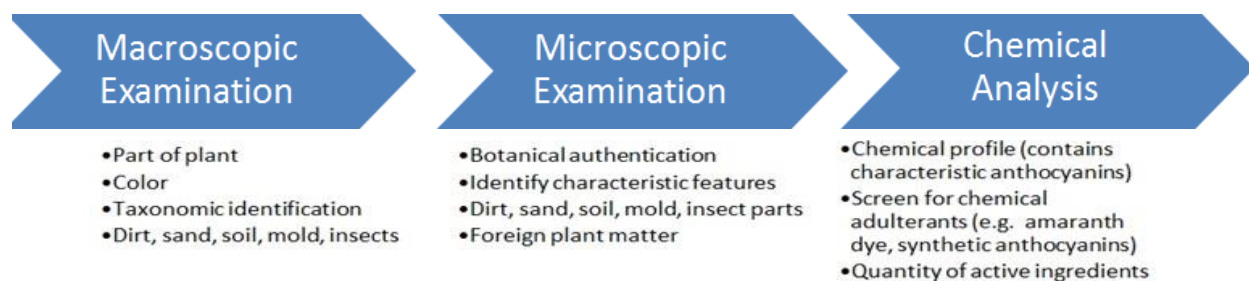 Macroscopic
Examination
•Part of plant
•Color
•Taxonomic identification
•Dirt, sand, soil, mold, insects
Microscopic
Examination
•Botanical authentication
•Identify characteristic features
•Dirt, sand, soil, mold, insect parts
•Foreign plant matter
Chemical
Analysis
•Chemical profile (contains
characteristic anthocyanins)
•Screen for chemical
adulterants (e.g. amaranth
dye, synthetic anthocyanins)
•Quantity of active ingredients